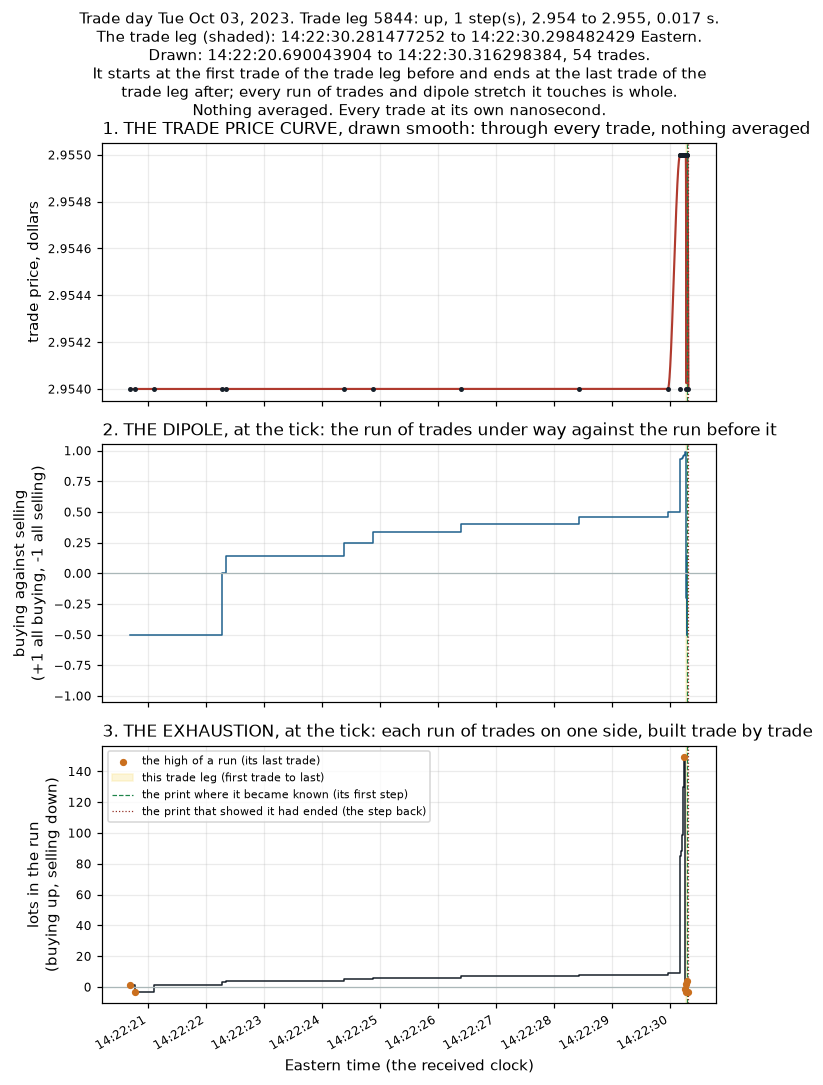 Trade day Tue Oct 03, 2023. Trade leg 5844: up, 1 step(s), 2.954 to 2.955, 0.017 s.
The trade leg (shaded): 14:22:30.281477252 to 14:22:30.298482429 Eastern.
Drawn: 14:22:20.690043904 to 14:22:30.316298384, 54 trades.
It starts at the first trade of the trade leg before and ends at the last trade of the
trade leg after; every run of trades and dipole stretch it touches is whole.
Nothing averaged. Every trade at its own nanosecond.
1. THE TRADE PRICE CURVE, drawn smooth: through every trade, nothing averaged
trade price, dollars
2.9550
2.9548
2.9546
2.9544
2.9542
2.9540
2. THE DIPOLE, at the tick: the run of trades under way against the run before it
buying against selling
(+1 all buying, -1 all selling)
1.00
0.75
0.50
0.25
0.00
−0.25
−0.50
−0.75
−1.00
3. THE EXHAUSTION, at the tick: each run of trades on one side, built trade by trade
lots in the run
(buying up, selling down)
140
120
100
80
60
40
20
0
the high of a run (its last trade)
this trade leg (first trade to last)
the print where it became known (its first step)
the print that showed it had ended (the step back)
14:22:21
14:22:22
14:22:23
14:22:24
14:22:25
14:22:26
14:22:27
14:22:28
14:22:29
14:22:30
Eastern time (the received clock)